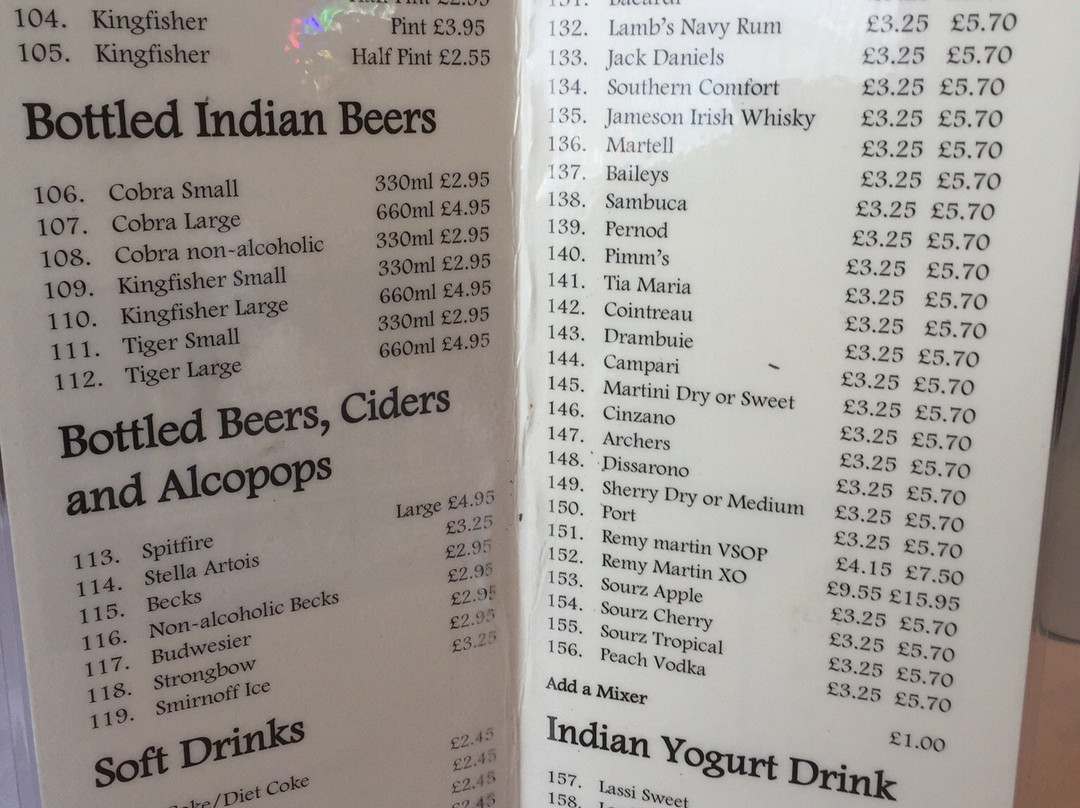 104. Kingfisher Pint £3.95
105. Kingfisher Half Pint £2.55
Bottled Indian Beers
106. Cobra Small 330ml £2.95
107. Cobra Large 660ml £4.95
108. Cobra non-alcoholic 330ml £2.95
109. Kingfisher Small 330ml £2.95
110. Kingfisher Large 660ml £4.95
111. Tiger Small 330ml £2.95
112. Tiger Large 660ml £4.95
Bottled Beers, Ciders
and Alcopops
113. Spitfire Large £4.95
114. Stella Artois £3.25
115. Becks £2.95
116. Non-alcoholic Becks £2.95
117. Budwesier £2.95
118. Strongbow £2.95
119. Smirnoff Ice £3.25
Soft Drinks
/Diet Coke £2.45
£2.45
£2.45
£2.45
131. Bacardi
132. Lamb's Navy Rum £3.25 £5.70
133. Jack Daniels £3.25 £5.70
134. Southern Comfort £3.25 £5.70
135. Jameson Irish Whisky £3.25 £5.70
136. Martell £3.25 £5.70
137. Baileys £3.25 £5.70
138. Sambuca £3.25 £5.70
139. Pernod £3.25 £5.70
140. Pimm's £3.25 £5.70
141. Tia Maria £3.25 £5.70
142. Cointreau £3.25 £5.70
143. Drambuie £3.25 £5.70
144. Campari £3.25 £5.70
145. Martini Dry or Sweet £3.25 £5.70
146. Cinzano £3.25 £5.70
147. Archers £3.25 £5.70
148. Dissarono £3.25 £5.70
149. Sherry Dry or Medium £3.25 £5.70
150. Port £3.25 £5.70
151. Remy martin VSOP £4.15 £7.50
152. Remy Martin XO £9.55 £15.95
153. Sourz Apple £3.25 £5.70
154. Sourz Cherry £3.25 £5.70
155. Sourz Tropical £3.25 £5.70
156. Peach Vodka £3.25 £5.70
Add a Mixer £1.00
Indian Yogurt Drink
157. Lassi Sweet
158.